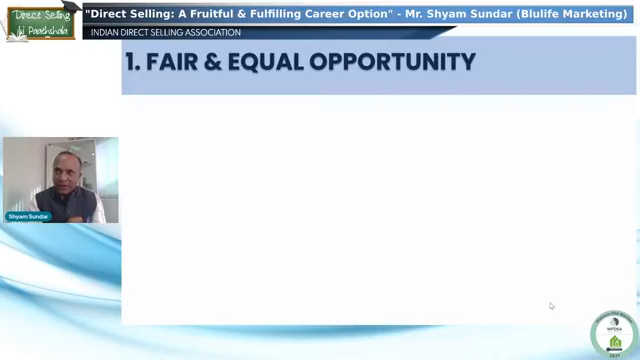 Direct Selling
ki Paathshala
"Direct Selling: A Fruitful & Fulfilling Career Option" - Mr. Shyam Sundar (Blulife Marketing)
INDIAN DIRECT SELLING ASSOCIATION
1. FAIR & EQUAL OPPORTUNITY
Shyam Sundar
WFDSA